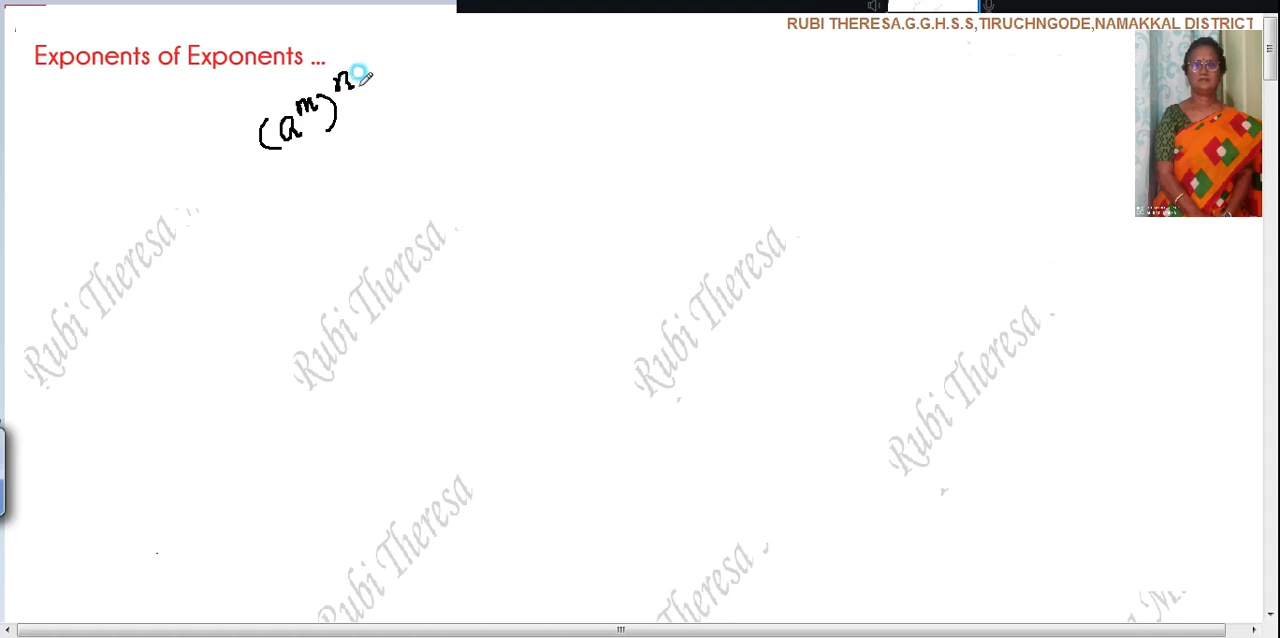 RUBI THERESA,G.G.H.S.S,TIRUCHNGODE,NAMAKKAL DISTRICT
Exponents of Exponents ...
(a^m)^n
Rubi Theresa
Rubi Theresa
Rubi Theresa
Rubi Theresa
Rubi Theresa
Rubi Theresa